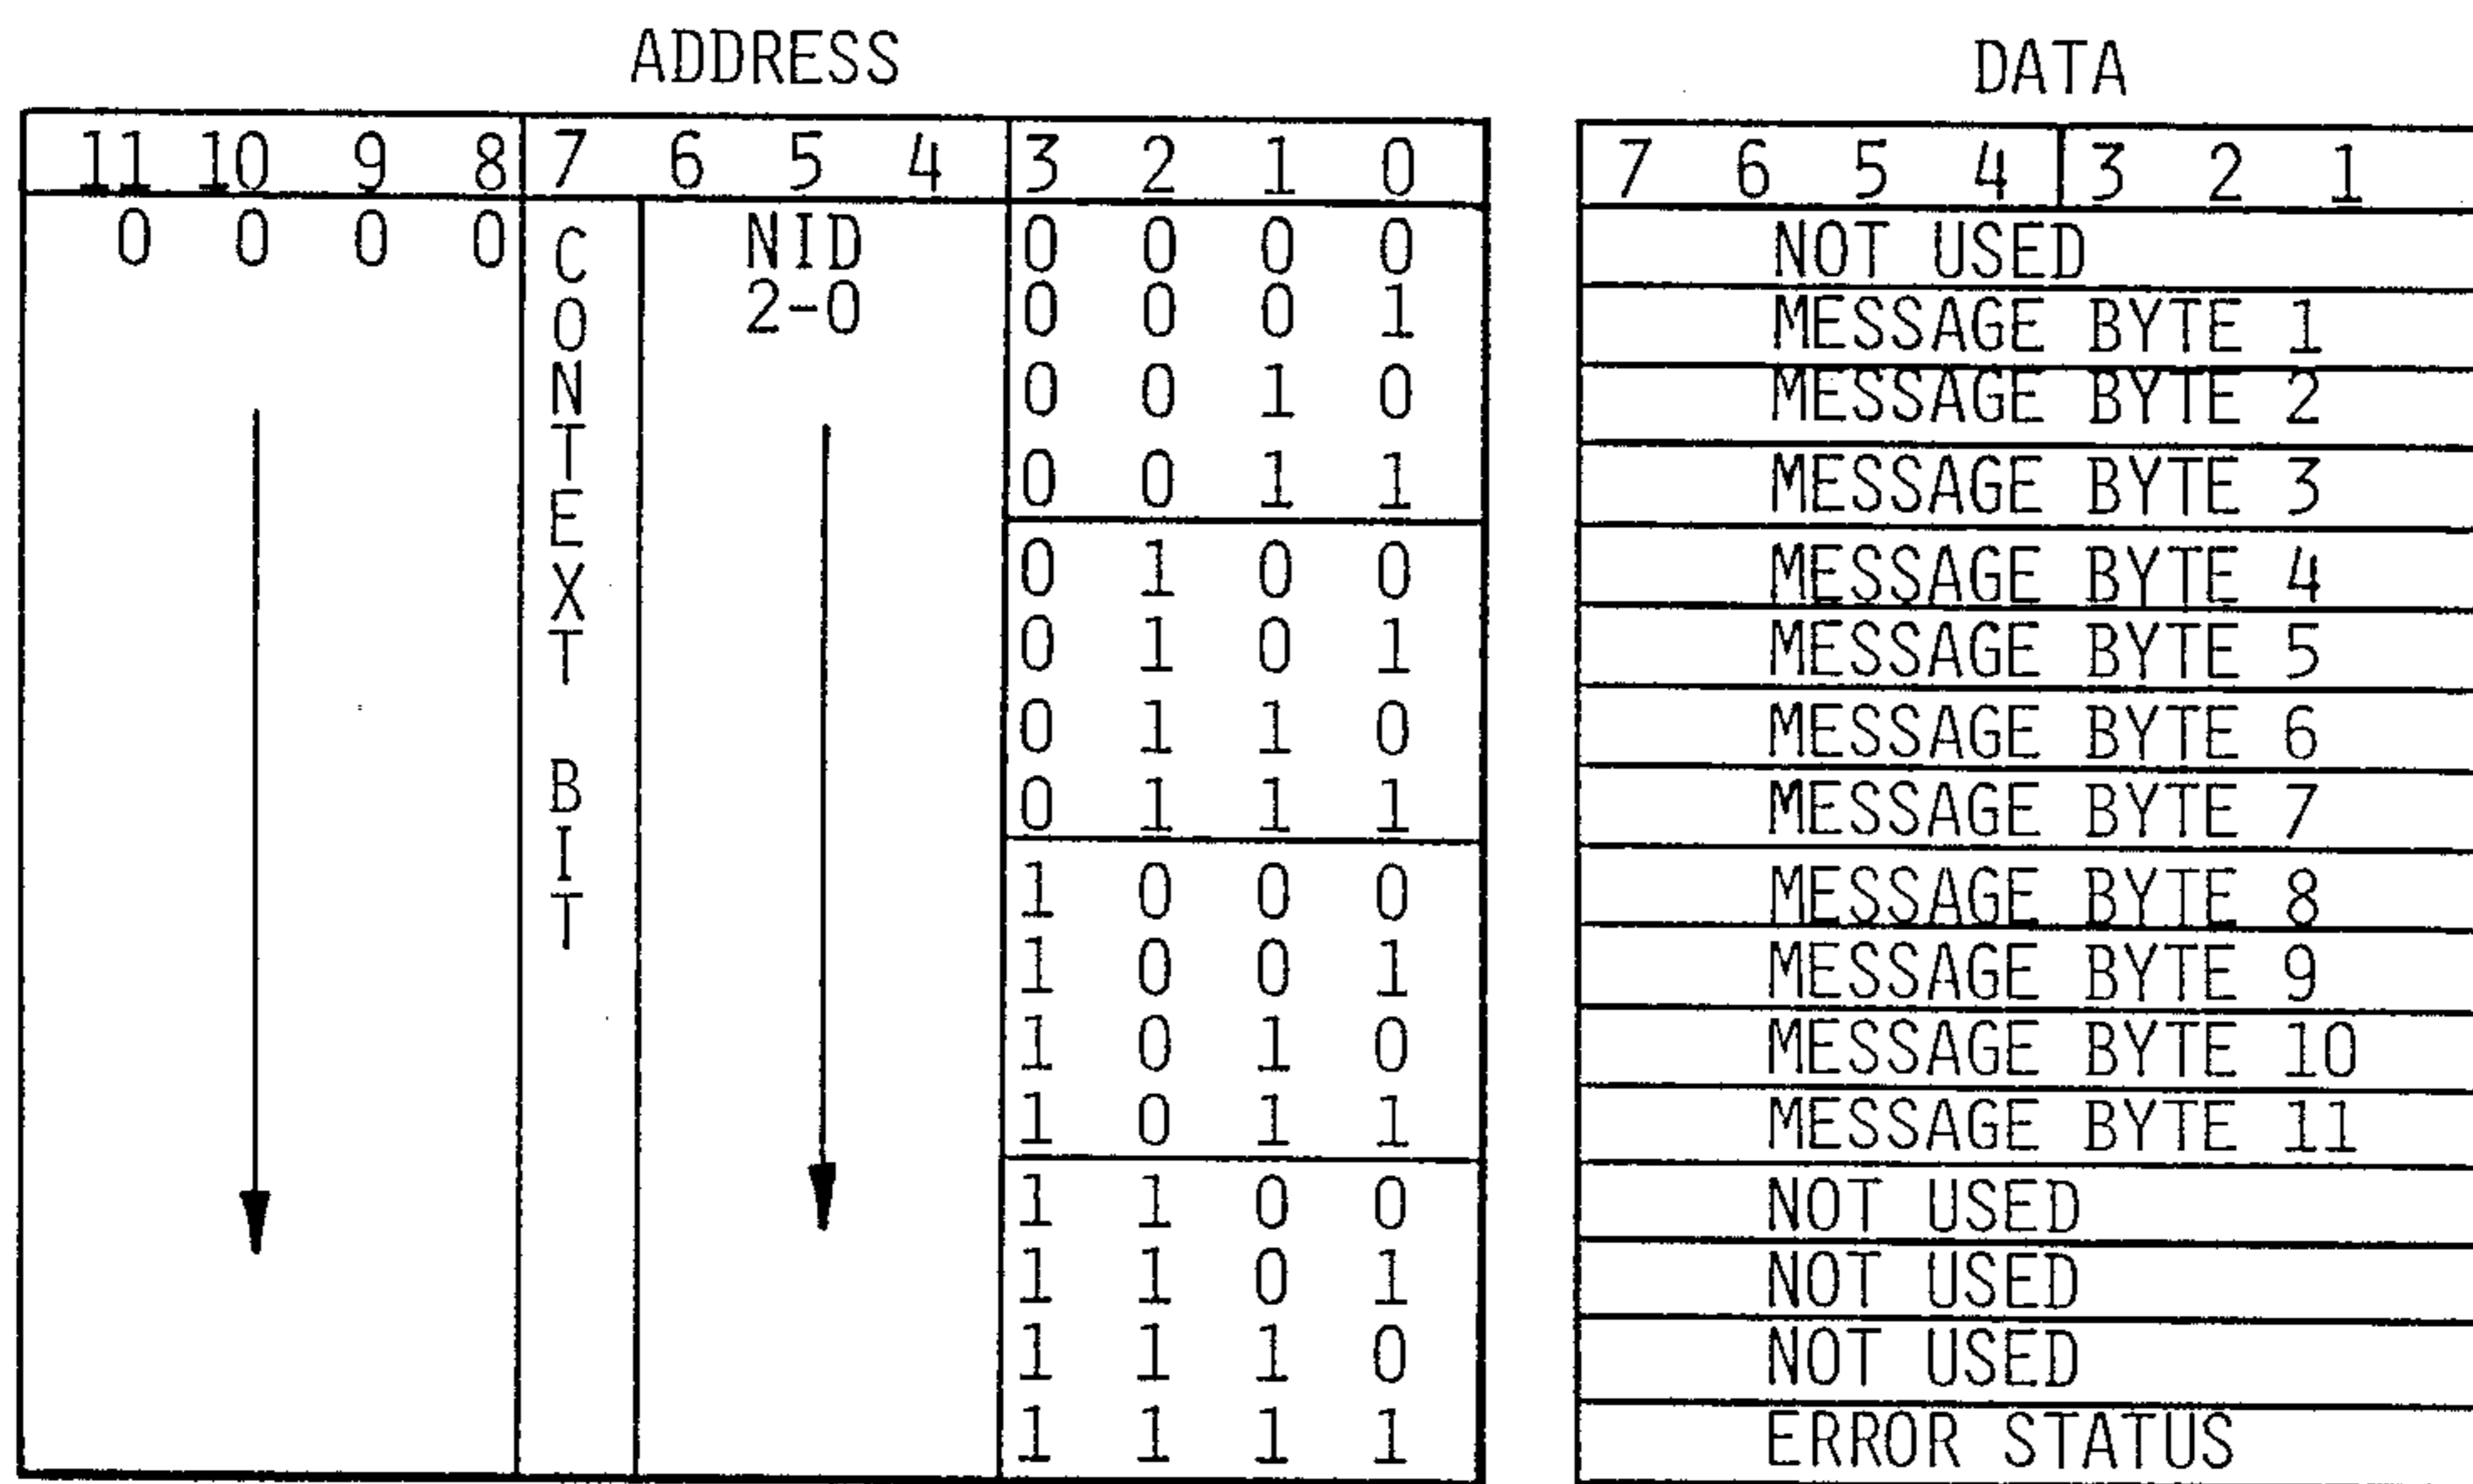 ADDRESS DATA
11 10 9 8 7 6 5 4 3 2 1 0 7 6 5 4 3 2 1
0 0 0 0 CONTEXT BIT NID 0 0 0 0 NOT USED
2-0 0 0 0 1 MESSAGE BYTE 1
0 0 1 0 MESSAGE BYTE 2
0 0 1 1 MESSAGE BYTE 3
0 1 0 0 MESSAGE BYTE 4
0 1 0 1 MESSAGE BYTE 5
0 1 1 0 MESSAGE BYTE 6
0 1 1 1 MESSAGE BYTE 7
1 0 0 0 MESSAGE BYTE 8
1 0 0 1 MESSAGE BYTE 9
1 0 1 0 MESSAGE BYTE 10
1 0 1 1 MESSAGE BYTE 11
1 1 0 0 NOT USED
1 1 0 1 NOT USED
1 1 1 0 NOT USED
1 1 1 1 ERROR STATUS